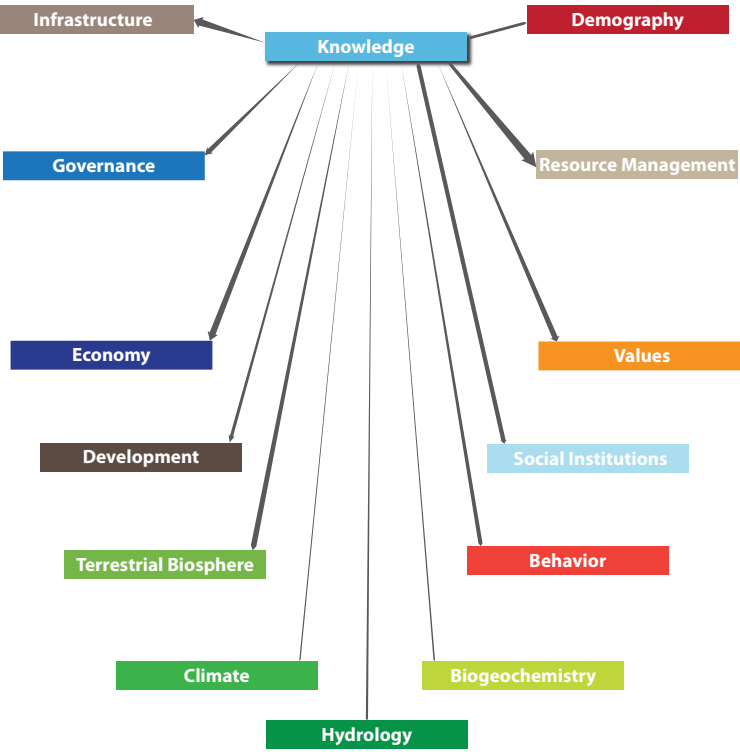 Infrastructure
Demography
Knowledge
Governance
Resource Management
Economy
Values
Development
Social Institutions
Terrestrial Biosphere
Behavior
Climate
Biogeochemistry
Hydrology